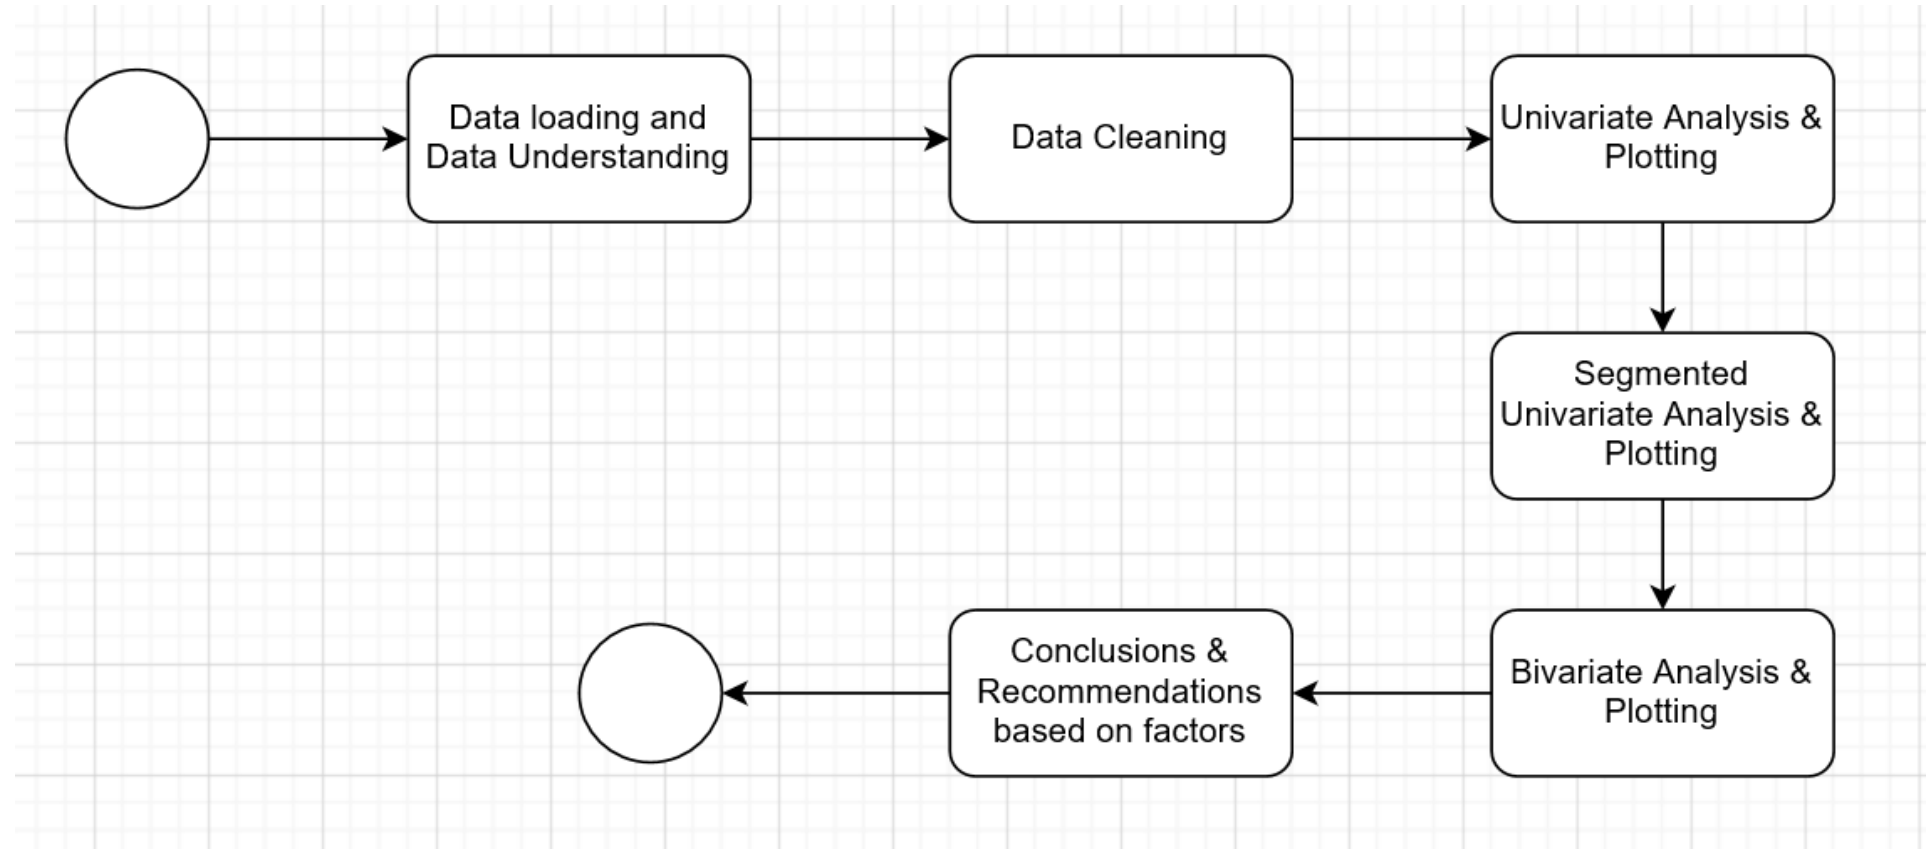 Data loading and
Data Understanding
Data Cleaning
Univariate Analysis &
Plotting
Segmented
Univariate Analysis &
Plotting
Bivariate Analysis &
Plotting
Conclusions &
Recommendations
based on factors